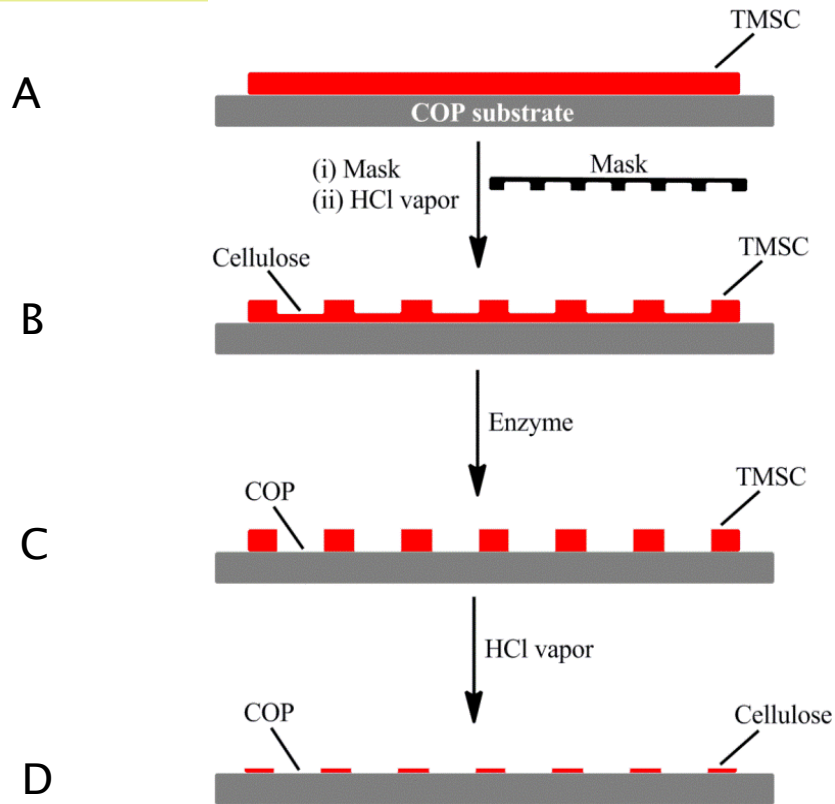 TMSC
A
COP substrate
(i) Mask
(ii) HCl vapor
Mask
Cellulose
TMSC
B
Enzyme
COP
TMSC
C
HCl vapor
COP
Cellulose
D